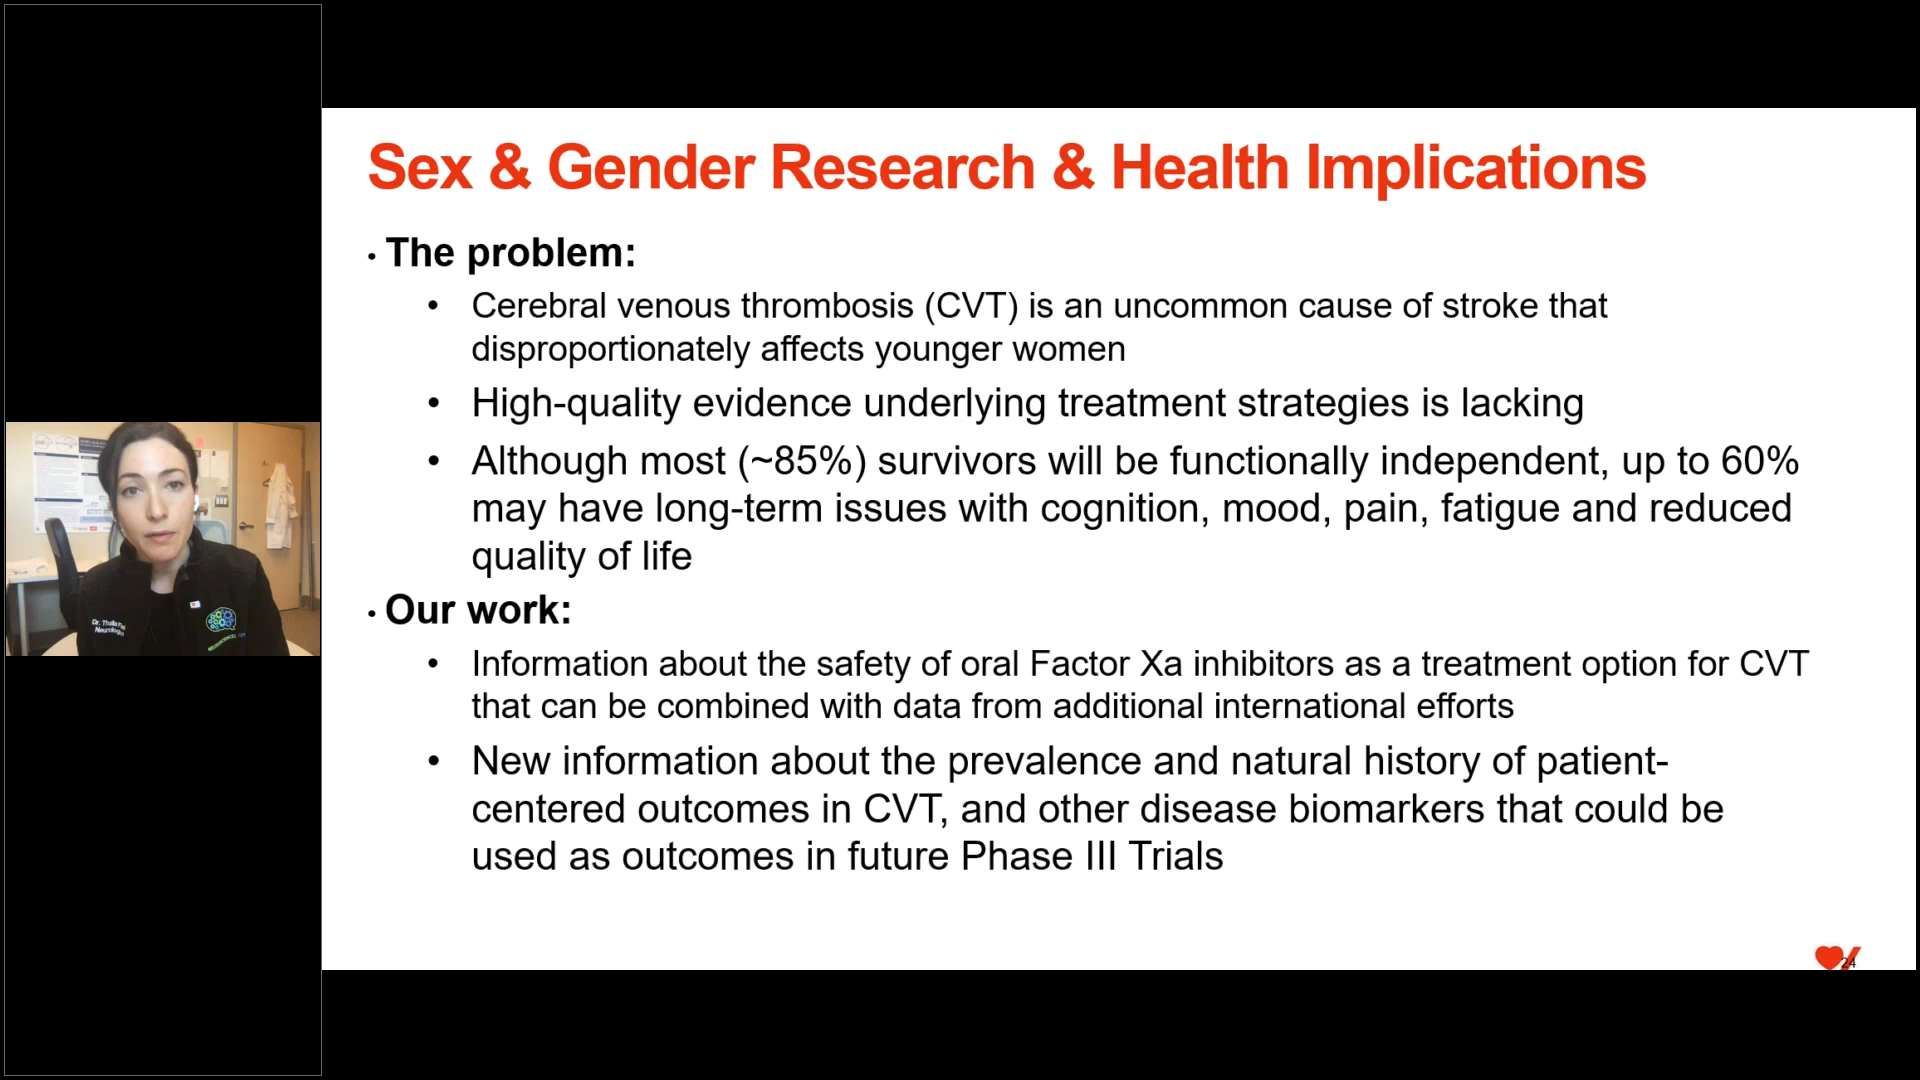 Sex & Gender Research & Health Implications
• The problem:
• Cerebral venous thrombosis (CVT) is an uncommon cause of stroke that
disproportionately affects younger women
• High-quality evidence underlying treatment strategies is lacking
• Although most (~85%) survivors will be functionally independent, up to 60%
may have long-term issues with cognition, mood, pain, fatigue and reduced
quality of life
• Our work:
• Information about the safety of oral Factor Xa inhibitors as a treatment option for CVT
that can be combined with data from additional international efforts
• New information about the prevalence and natural history of patient-
centered outcomes in CVT, and other disease biomarkers that could be
used as outcomes in future Phase III Trials
24
Dr.
Neurologist